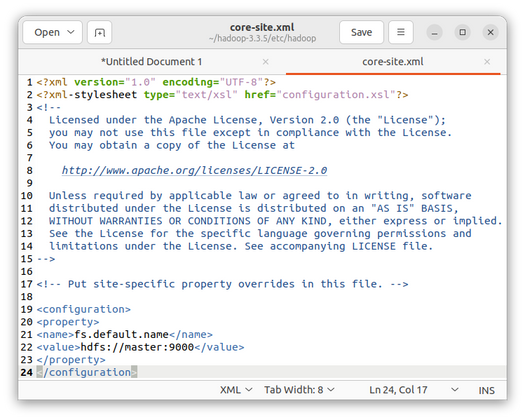 Open
core-site.xml
~/hadoop-3.3.5/etc/hadoop
Save
*Untitled Document 1
core-site.xml
1 <?xml version="1.0" encoding="UTF-8"?>
2 <?xml-stylesheet type="text/xsl" href="configuration.xsl"?>
3 <!--
4   Licensed under the Apache License, Version 2.0 (the "License");
5   you may not use this file except in compliance with the License.
6   You may obtain a copy of the License at
7
8     http://www.apache.org/licenses/LICENSE-2.0
9
10   Unless required by applicable law or agreed to in writing, software
11   distributed under the License is distributed on an "AS IS" BASIS,
12   WITHOUT WARRANTIES OR CONDITIONS OF ANY KIND, either express or implied.
13   See the License for the specific language governing permissions and
14   limitations under the License. See accompanying LICENSE file.
15 -->
16
17 <!-- Put site-specific property overrides in this file. -->
18
19 <configuration>
20 <property>
21 <name>fs.default.name</name>
22 <value>hdfs://master:9000</value>
23 </property>
24 </configuration>
XML Tab Width: 8 Ln 24, Col 17 INS